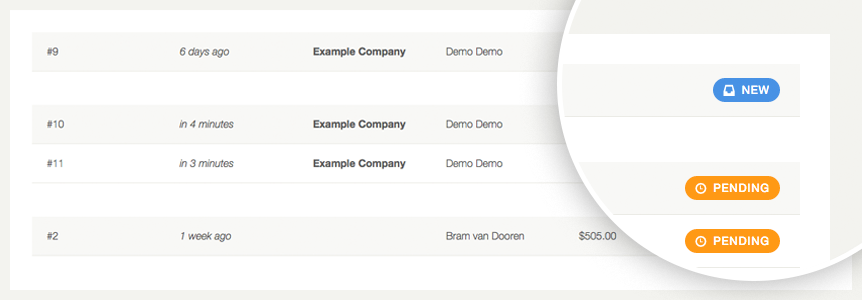 #9 6 days ago Example Company Demo Demo NEW
#10 in 4 minutes Example Company Demo Demo PENDING
#11 in 3 minutes Example Company Demo Demo PENDING
#2 1 week ago Bram van Dooren $505.00